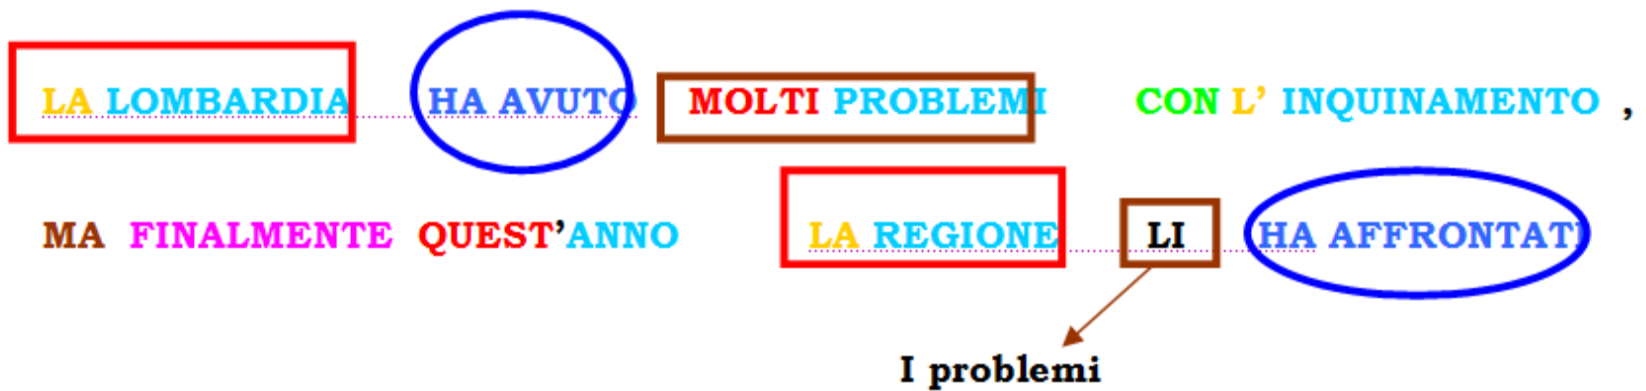 LA LOMBARDIA HA AVUTO MOLTI PROBLEMI CON L' INQUINAMENTO ,
MA FINALMENTE QUEST'ANNO LA REGIONE LI HA AFFRONTATI
I problemi